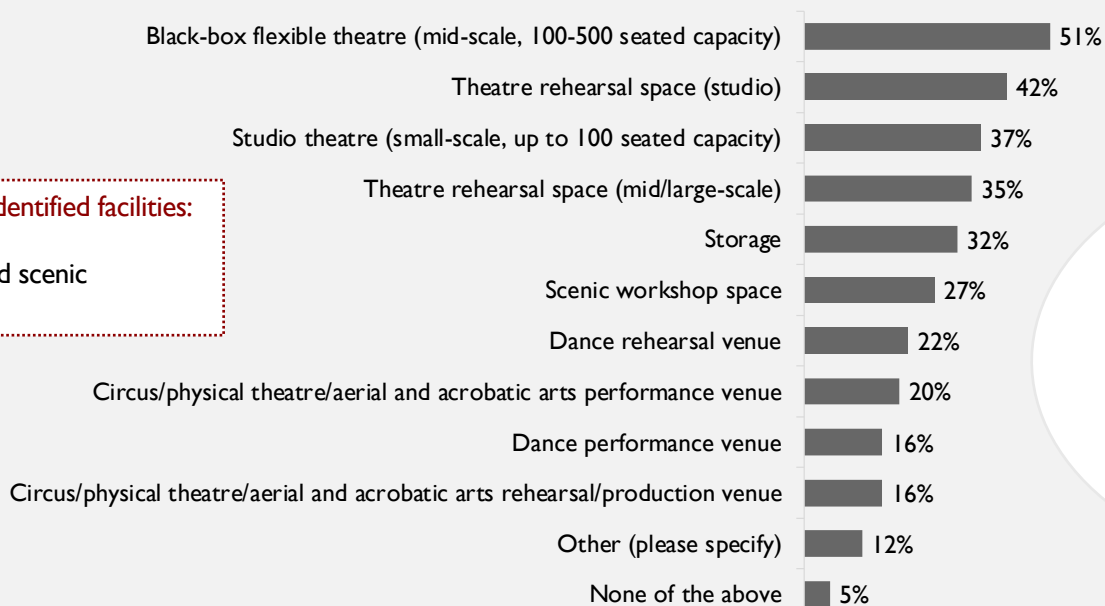 Black-box flexible theatre (mid-scale, 100-500 seated capacity) 51%
Theatre rehearsal space (studio) 42%
Studio theatre (small-scale, up to 100 seated capacity) 37%
Theatre rehearsal space (mid/large-scale) 35%
facilities:
Storage 32%
scenic
Scenic workshop space 27%
Dance rehearsal venue 22%
Circus/physical theatre/aerial and acrobatic arts performance venue 20%
Dance performance venue 16%
Circus/physical theatre/aerial and acrobatic arts rehearsal/production venue 16%
Other (please specify) 12%
None of the above 5%